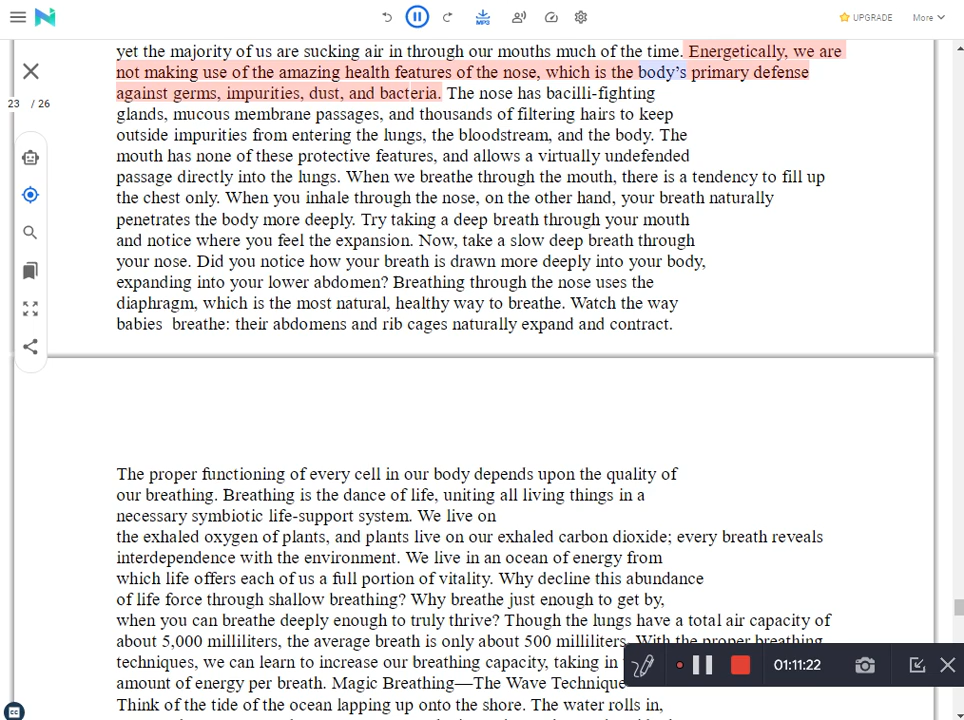 MP3
UPGRADE
More
yet the majority of us are sucking air in through our mouths much of the time. Energetically, we are
not making use of the amazing health features of the nose, which is the body’s primary defense
against germs, impurities, dust, and bacteria. The nose has bacilli-fighting
23 / 26
glands, mucous membrane passages, and thousands of filtering hairs to keep
outside impurities from entering the lungs, the bloodstream, and the body. The
mouth has none of these protective features, and allows a virtually undefended
passage directly into the lungs. When we breathe through the mouth, there is a tendency to fill up
the chest only. When you inhale through the nose, on the other hand, your breath naturally
penetrates the body more deeply. Try taking a deep breath through your mouth
and notice where you feel the expansion. Now, take a slow deep breath through
your nose. Did you notice how your breath is drawn more deeply into your body,
expanding into your lower abdomen? Breathing through the nose uses the
diaphragm, which is the most natural, healthy way to breathe. Watch the way
babies  breathe: their abdomens and rib cages naturally expand and contract.
The proper functioning of every cell in our body depends upon the quality of
our breathing. Breathing is the dance of life, uniting all living things in a
necessary symbiotic life-support system. We live on
the exhaled oxygen of plants, and plants live on our exhaled carbon dioxide; every breath reveals
interdependence with the environment. We live in an ocean of energy from
which life offers each of us a full portion of vitality. Why decline this abundance
of life force through shallow breathing? Why breathe just enough to get by,
when you can breathe deeply enough to truly thrive? Though the lungs have a total air capacity of
about 5,000 milliliters, the average breath is only about 500 milliliters. With the proper breathing
techniques, we can learn to increase our breathing capacity, taking in
amount of energy per breath. Magic Breathing—The Wave Technique
Think of the tide of the ocean lapping up onto the shore. The water rolls in,
01:11:22
CC